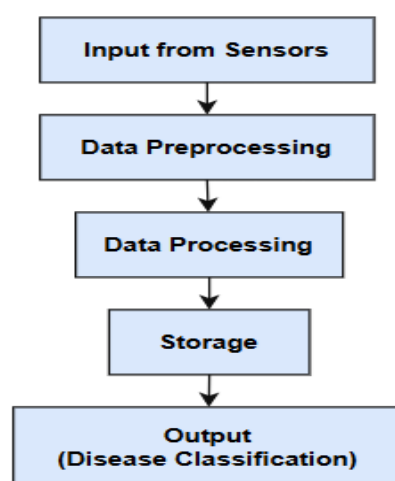 Input from Sensors
Data Preprocessing
Data Processing
Storage
Output
(Disease Classification)